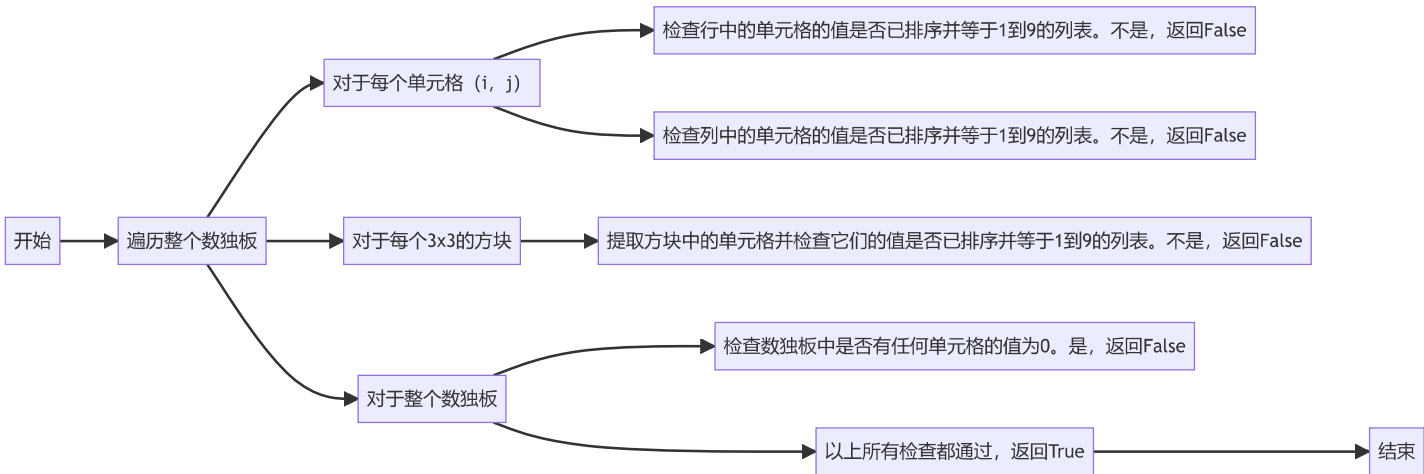 检查行中的单元格的值是否已排序并等于1到9的列表。不是，返回False
对于每个单元格（i，j）
检查列中的单元格的值是否已排序并等于1到9的列表。不是，返回False
开始
遍历整个数独板
对于每个3x3的方块
提取方块中的单元格并检查它们的值是否已排序并等于1到9的列表。不是，返回False
检查数独板中是否有任何单元格的值为0。是，返回False
对于整个数独板
以上所有检查都通过，返回True
结束